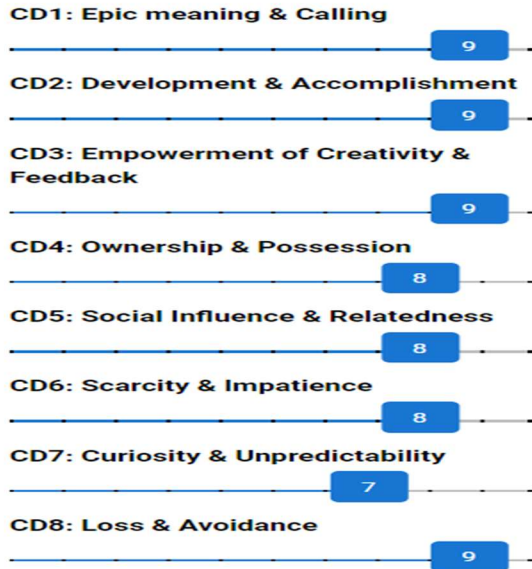 CD1: Epic meaning & Calling
9
CD2: Development & Accomplishment
9
CD3: Empowerment of Creativity &
Feedback
9
CD4: Ownership & Possession
8
CD5: Social Influence & Relatedness
8
CD6: Scarcity & Impatience
8
CD7: Curiosity & Unpredictability
7
CD8: Loss & Avoidance
9